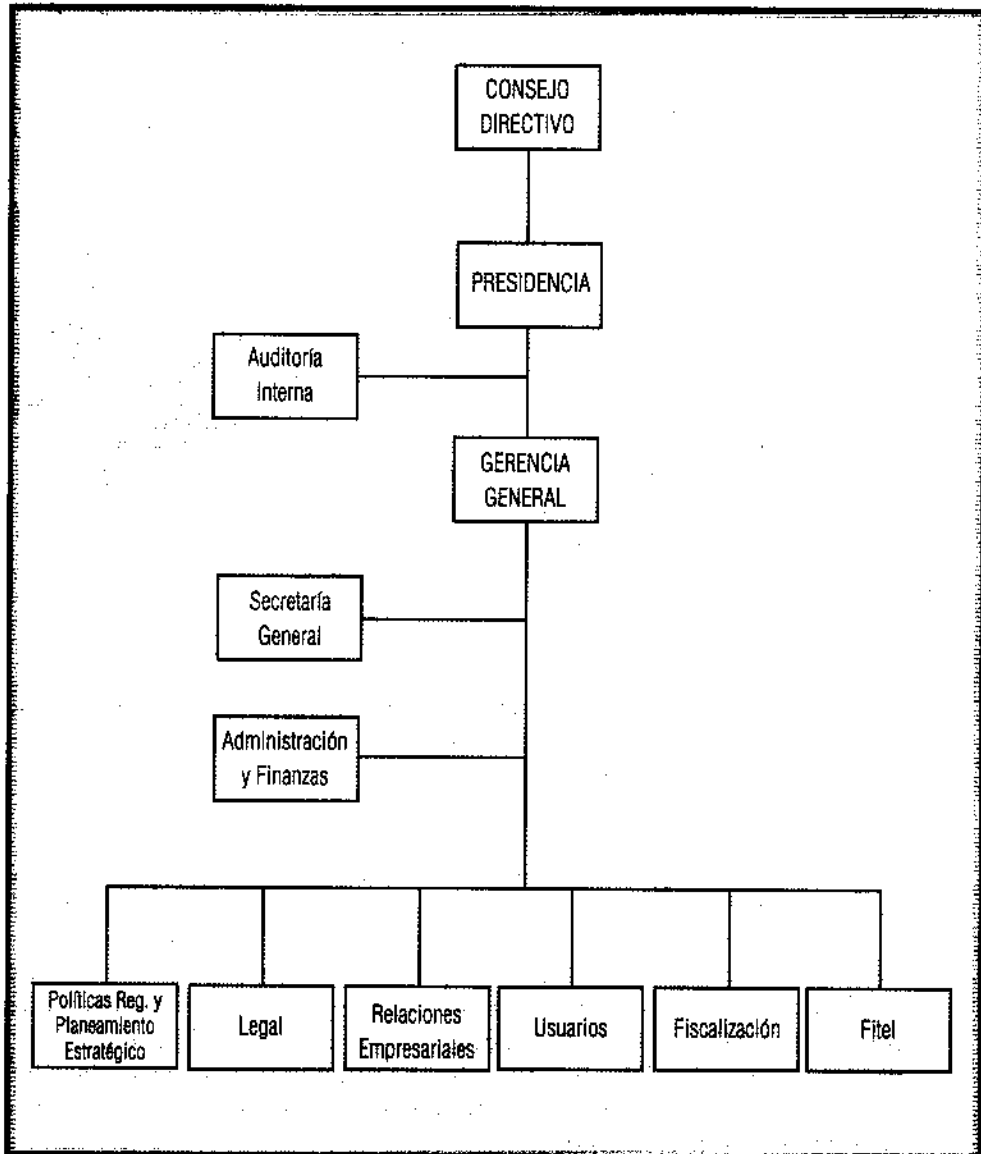 CONSEJO
DIRECTIVO
PRESIDENCIA
Auditoría
Interna
GERENCIA
GENERAL
Secretaría
General
Administración
y Finanzas
Políticas Reg. y
Planeamiento
Estratégico
Legal
Relaciones
Empresariales
Usuarios
Fiscalización
Fitel